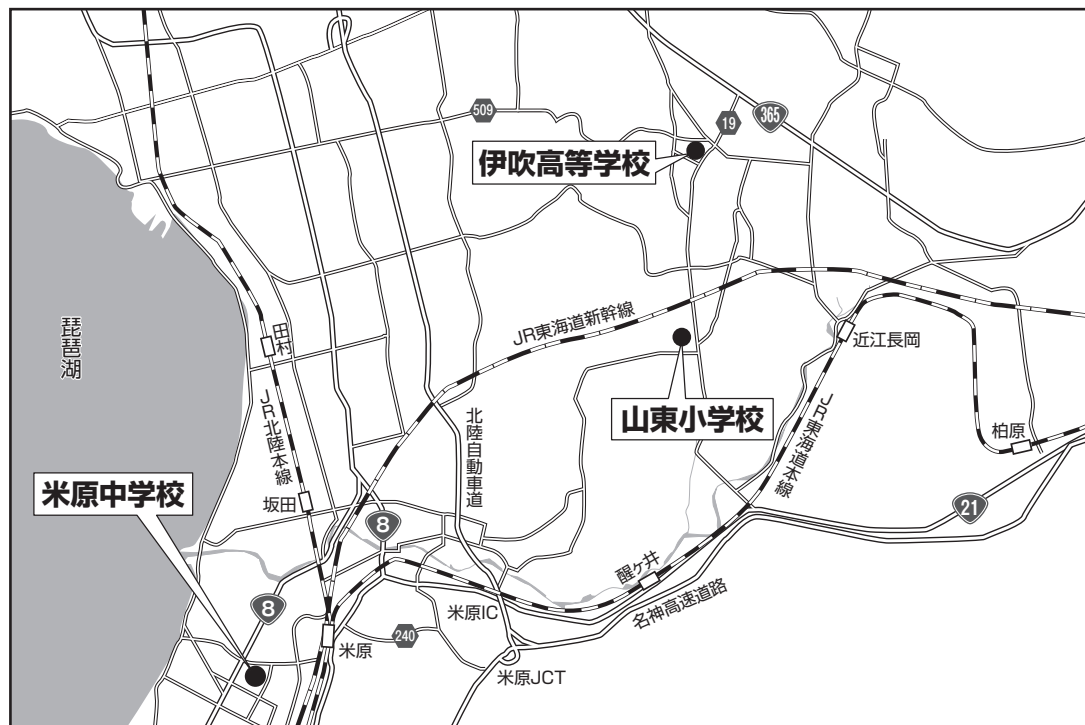 509
19
365
伊吹高等学校
琵琶湖
田村
JR東海道新幹線
近江長岡
山東小学校
JR北陸本線
北陸自動車道
JR東海道本線
柏原
米原中学校
坂田
8
21
醒ヶ井
8
米原IC
名神高速道路
240
米原
米原JCT